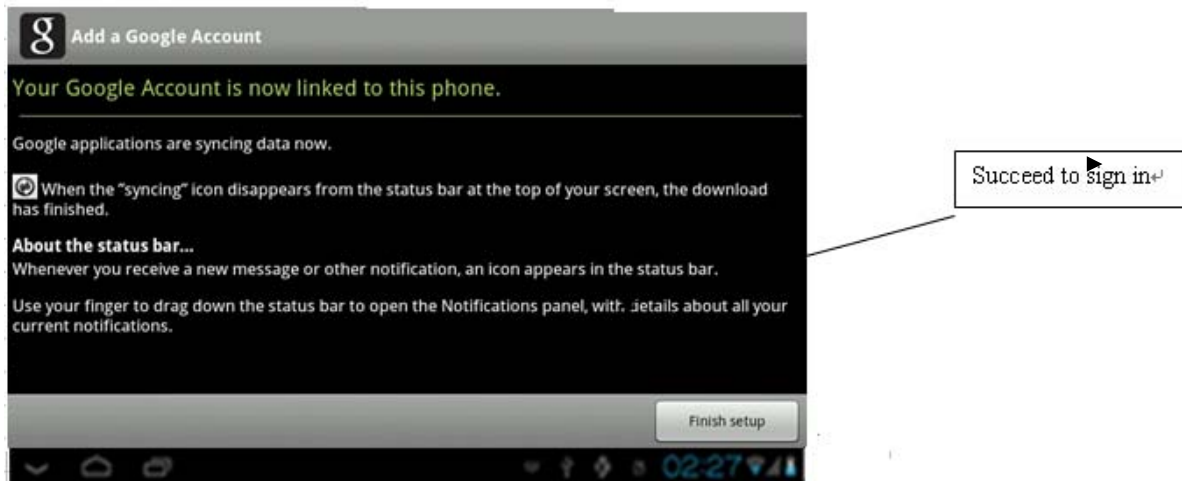 g Add a Google Account
Your Google Account is now linked to this phone.
Google applications are syncing data now.
When the "syncing" icon disappears from the status bar at the top of your screen, the download
has finished.
About the status bar...
Whenever you receive a new message or other notification, an icon appears in the status bar.
Use your finger to drag down the status bar to open the Notifications panel, with details about all your
current notifications.
Finish setup
02:27
Succeed to sign in